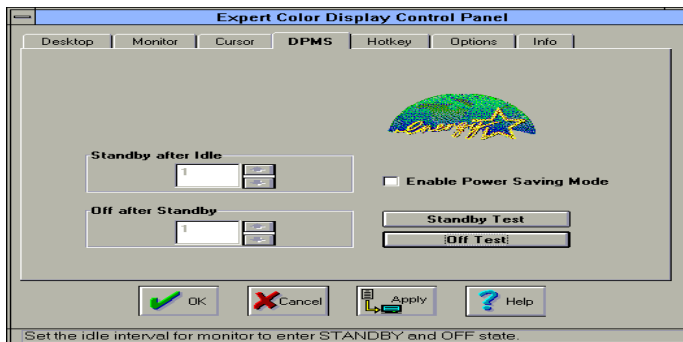 Expert Color Display Control Panel
Desktop Monitor Cursor DPMS Hotkey Options Info
energy
Standby after Idle
1
Enable Power Saving Mode
Off after Standby
1
Standby Test
Off Test
OK Cancel Apply ? Help
Set the idle interval for monitor to enter STANDBY and OFF state.